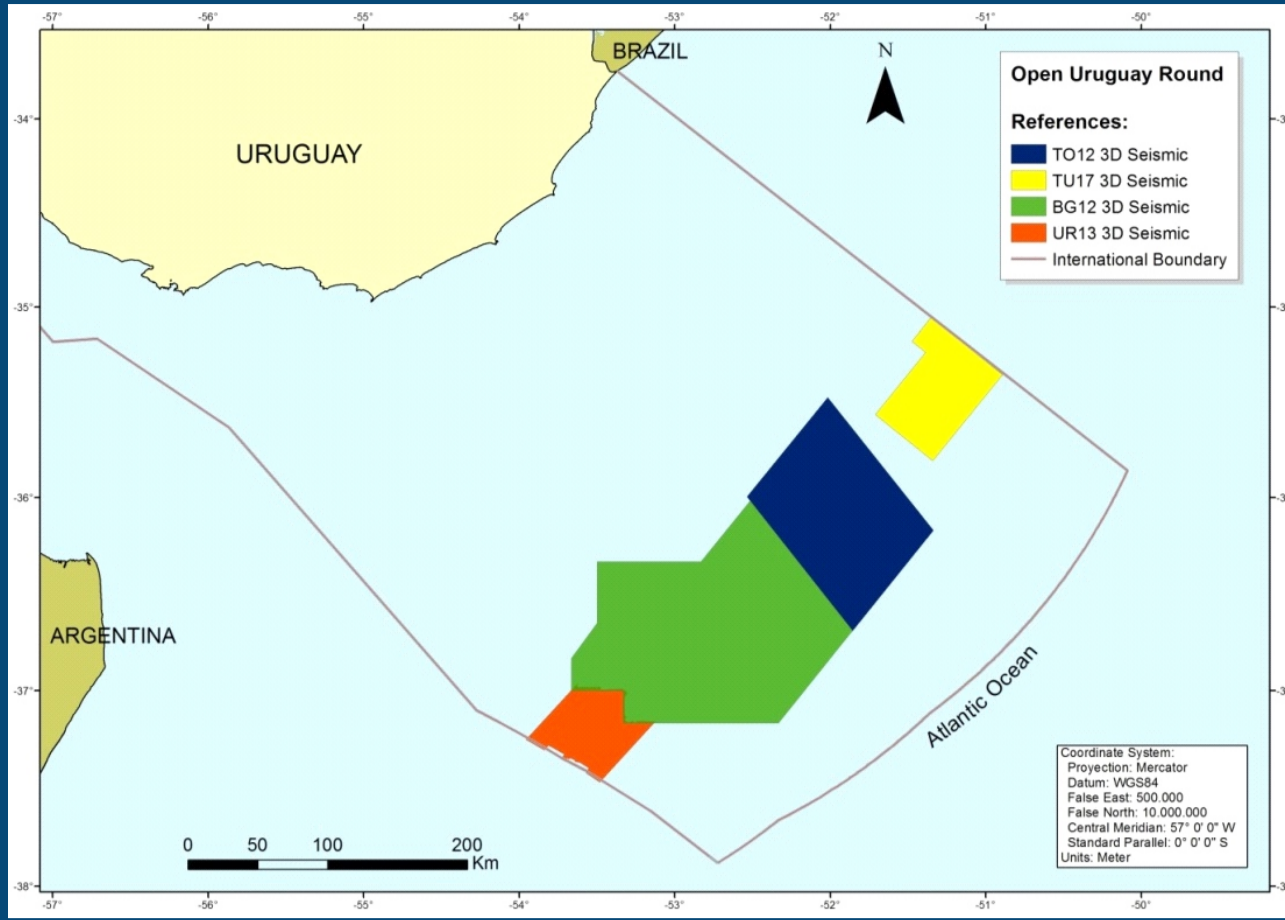 -57°
-56°
-55°
-54°
-53°
-52°
-51°
-50°
BRAZIL
N
Open Uruguay Round
References:
TO12 3D Seismic
TU17 3D Seismic
BG12 3D Seismic
UR13 3D Seismic
International Boundary
-34°
URUGUAY
-35°
-36°
ARGENTINA
-37°
Atlantic Ocean
Coordinate System:
Proyection: Mercator
Datum: WGS84
False East: 500.000
False North: 10.000.000
Central Meridian: 57° 0' 0" W
Standard Parallel: 0° 0' 0" S
Units: Meter
0 50 100 200
Km
-38°
-57°
-56°
-55°
-54°
-53°
-52°
-51°
-50°